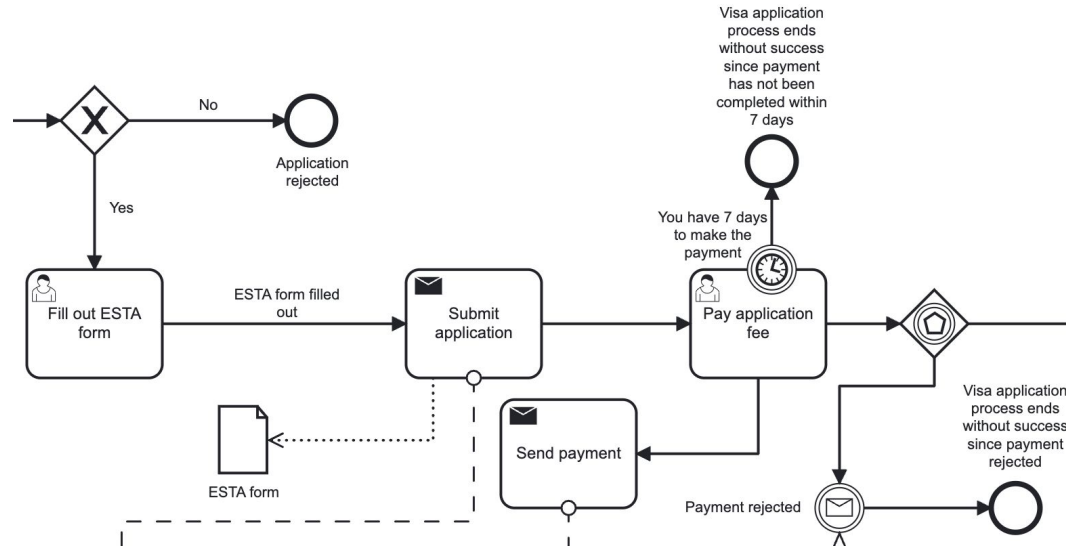 Visa application
process ends
without success
since payment
has not been
completed within
7 days
X
No
Application
rejected
Yes
You have 7 days
to make the
payment
Fill out ESTA
form
ESTA form filled
out
Submit
application
Pay application
fee
ESTA form
Send payment
Visa application
process ends
without success
since payment
rejected
Payment rejected